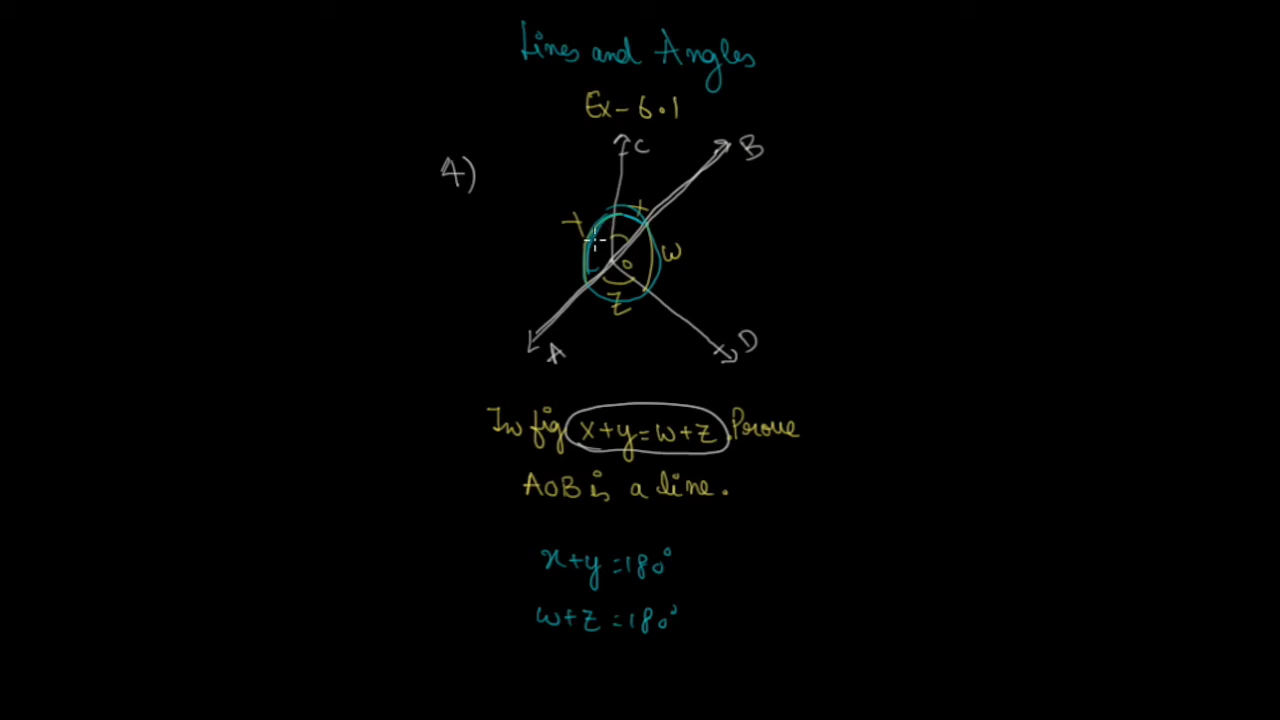 Lines and Angles
Ex-6.1
4)
C
B
y
x
w
o
z
A
D
In fig x+y=w+z. Prove
AOB is a line.
x+y=180°
w+z=180°